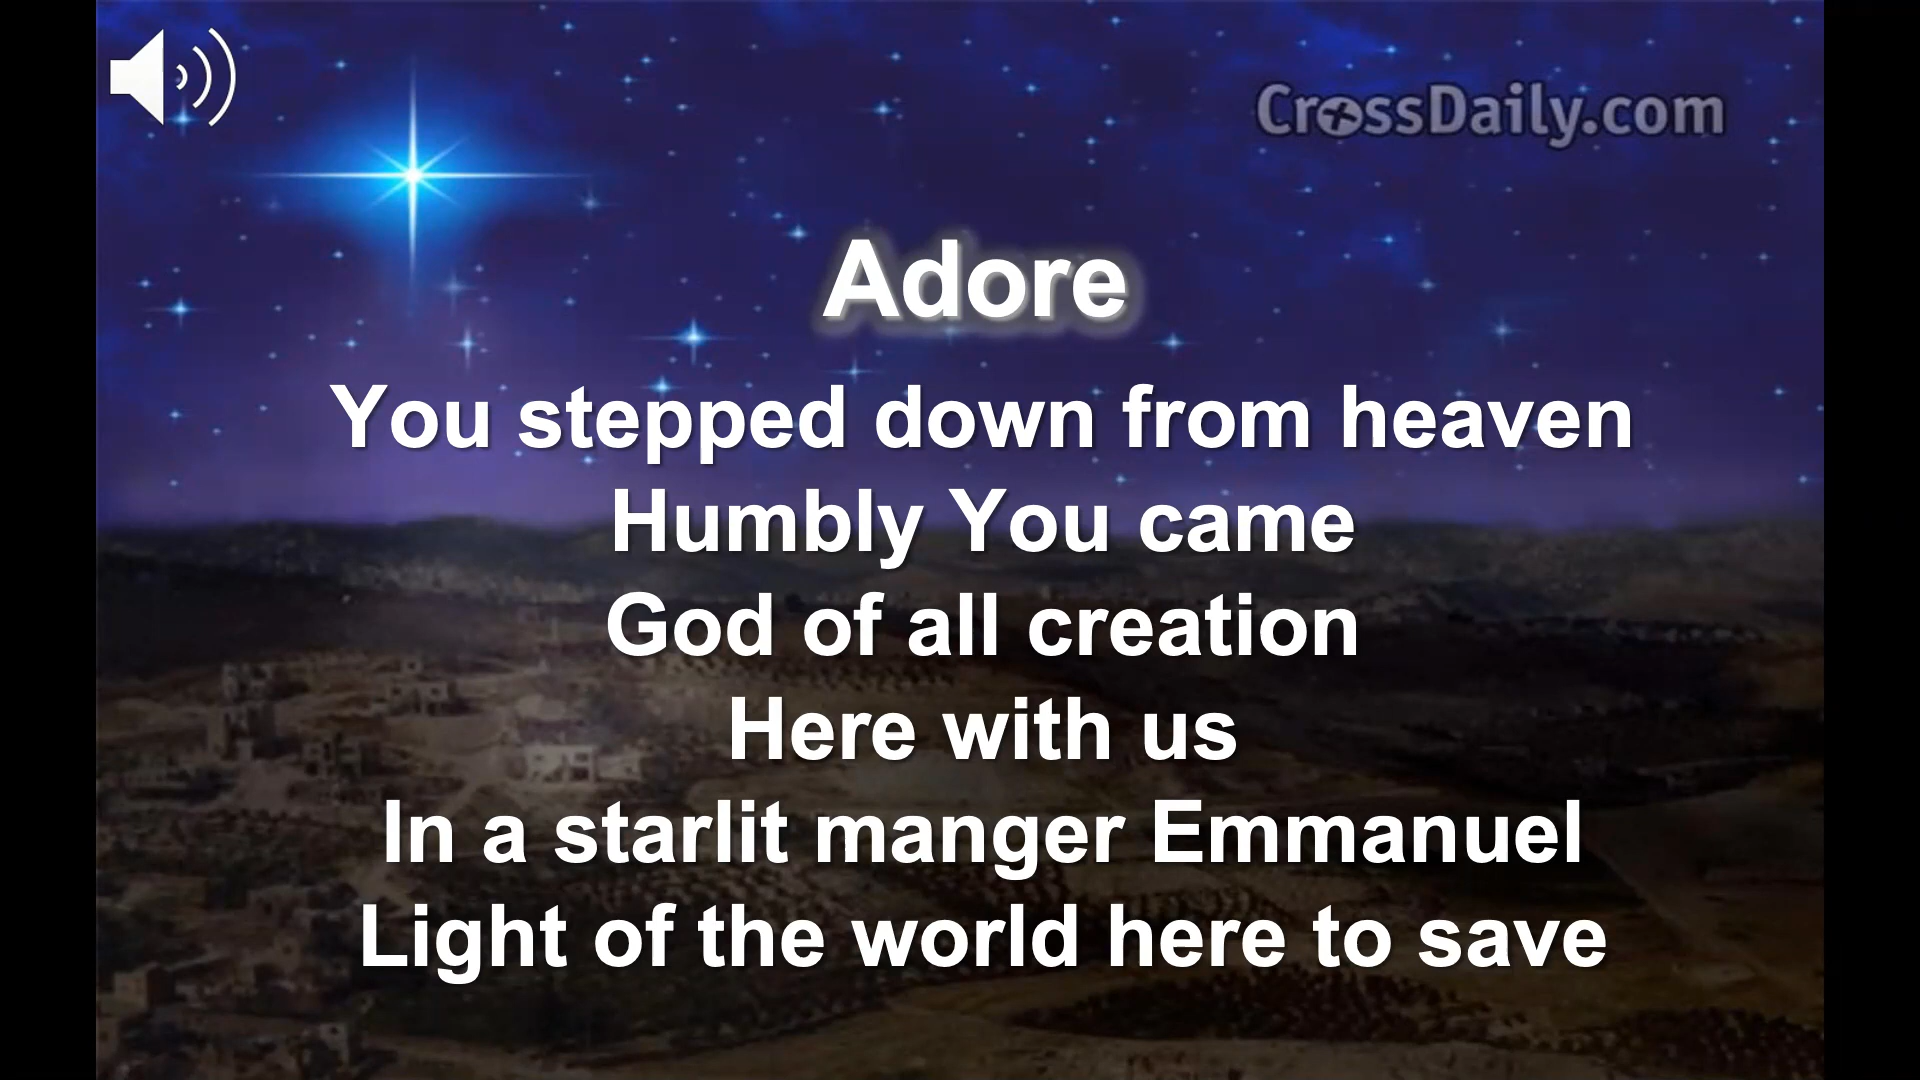 CrossDaily.com
Adore
You stepped down from heaven
Humbly You came
God of all creation
Here with us
In a starlit manger Emmanuel
Light of the world here to save